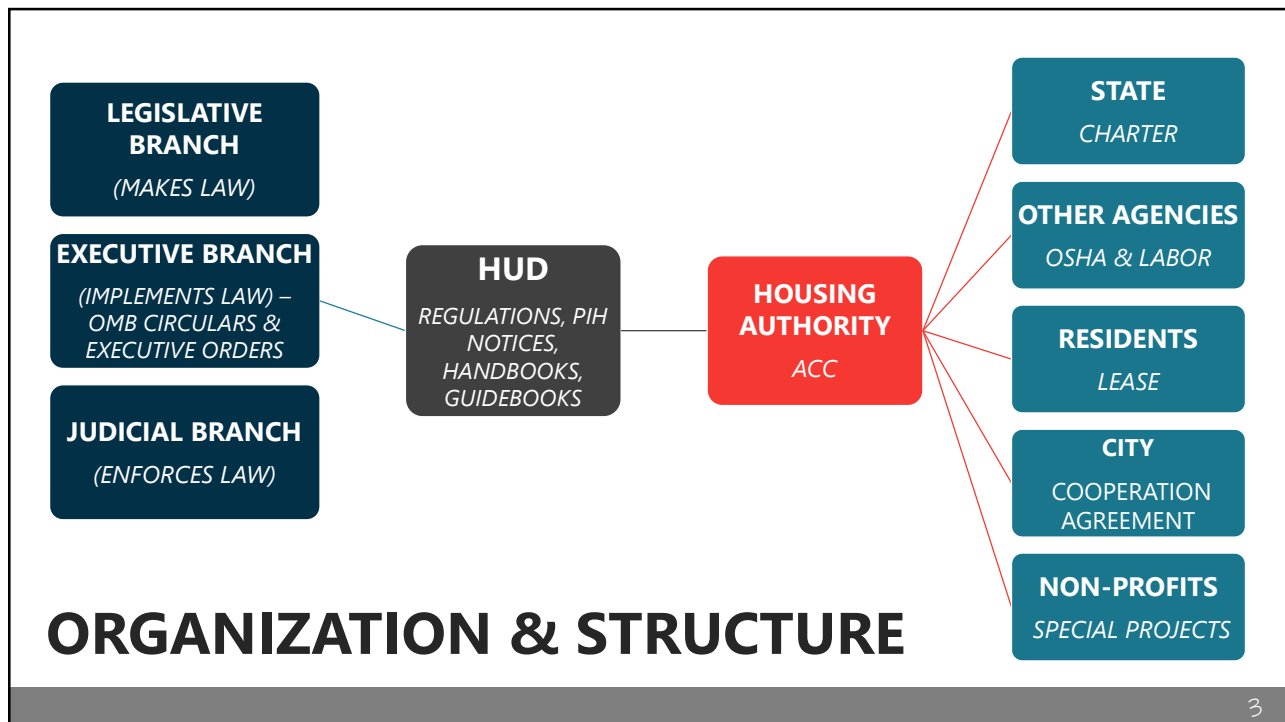 LEGISLATIVE
BRANCH
(MAKES LAW)
EXECUTIVE BRANCH
(IMPLEMENTS LAW) –
OMB CIRCULARS &
EXECUTIVE ORDERS
JUDICIAL BRANCH
(ENFORCES LAW)
HUD
REGULATIONS, PIH
NOTICES,
HANDBOOKS,
GUIDEBOOKS
HOUSING
AUTHORITY
ACC
STATE
CHARTER
OTHER AGENCIES
OSHA & LABOR
RESIDENTS
LEASE
CITY
COOPERATION
AGREEMENT
NON-PROFITS
SPECIAL PROJECTS
ORGANIZATION & STRUCTURE
3